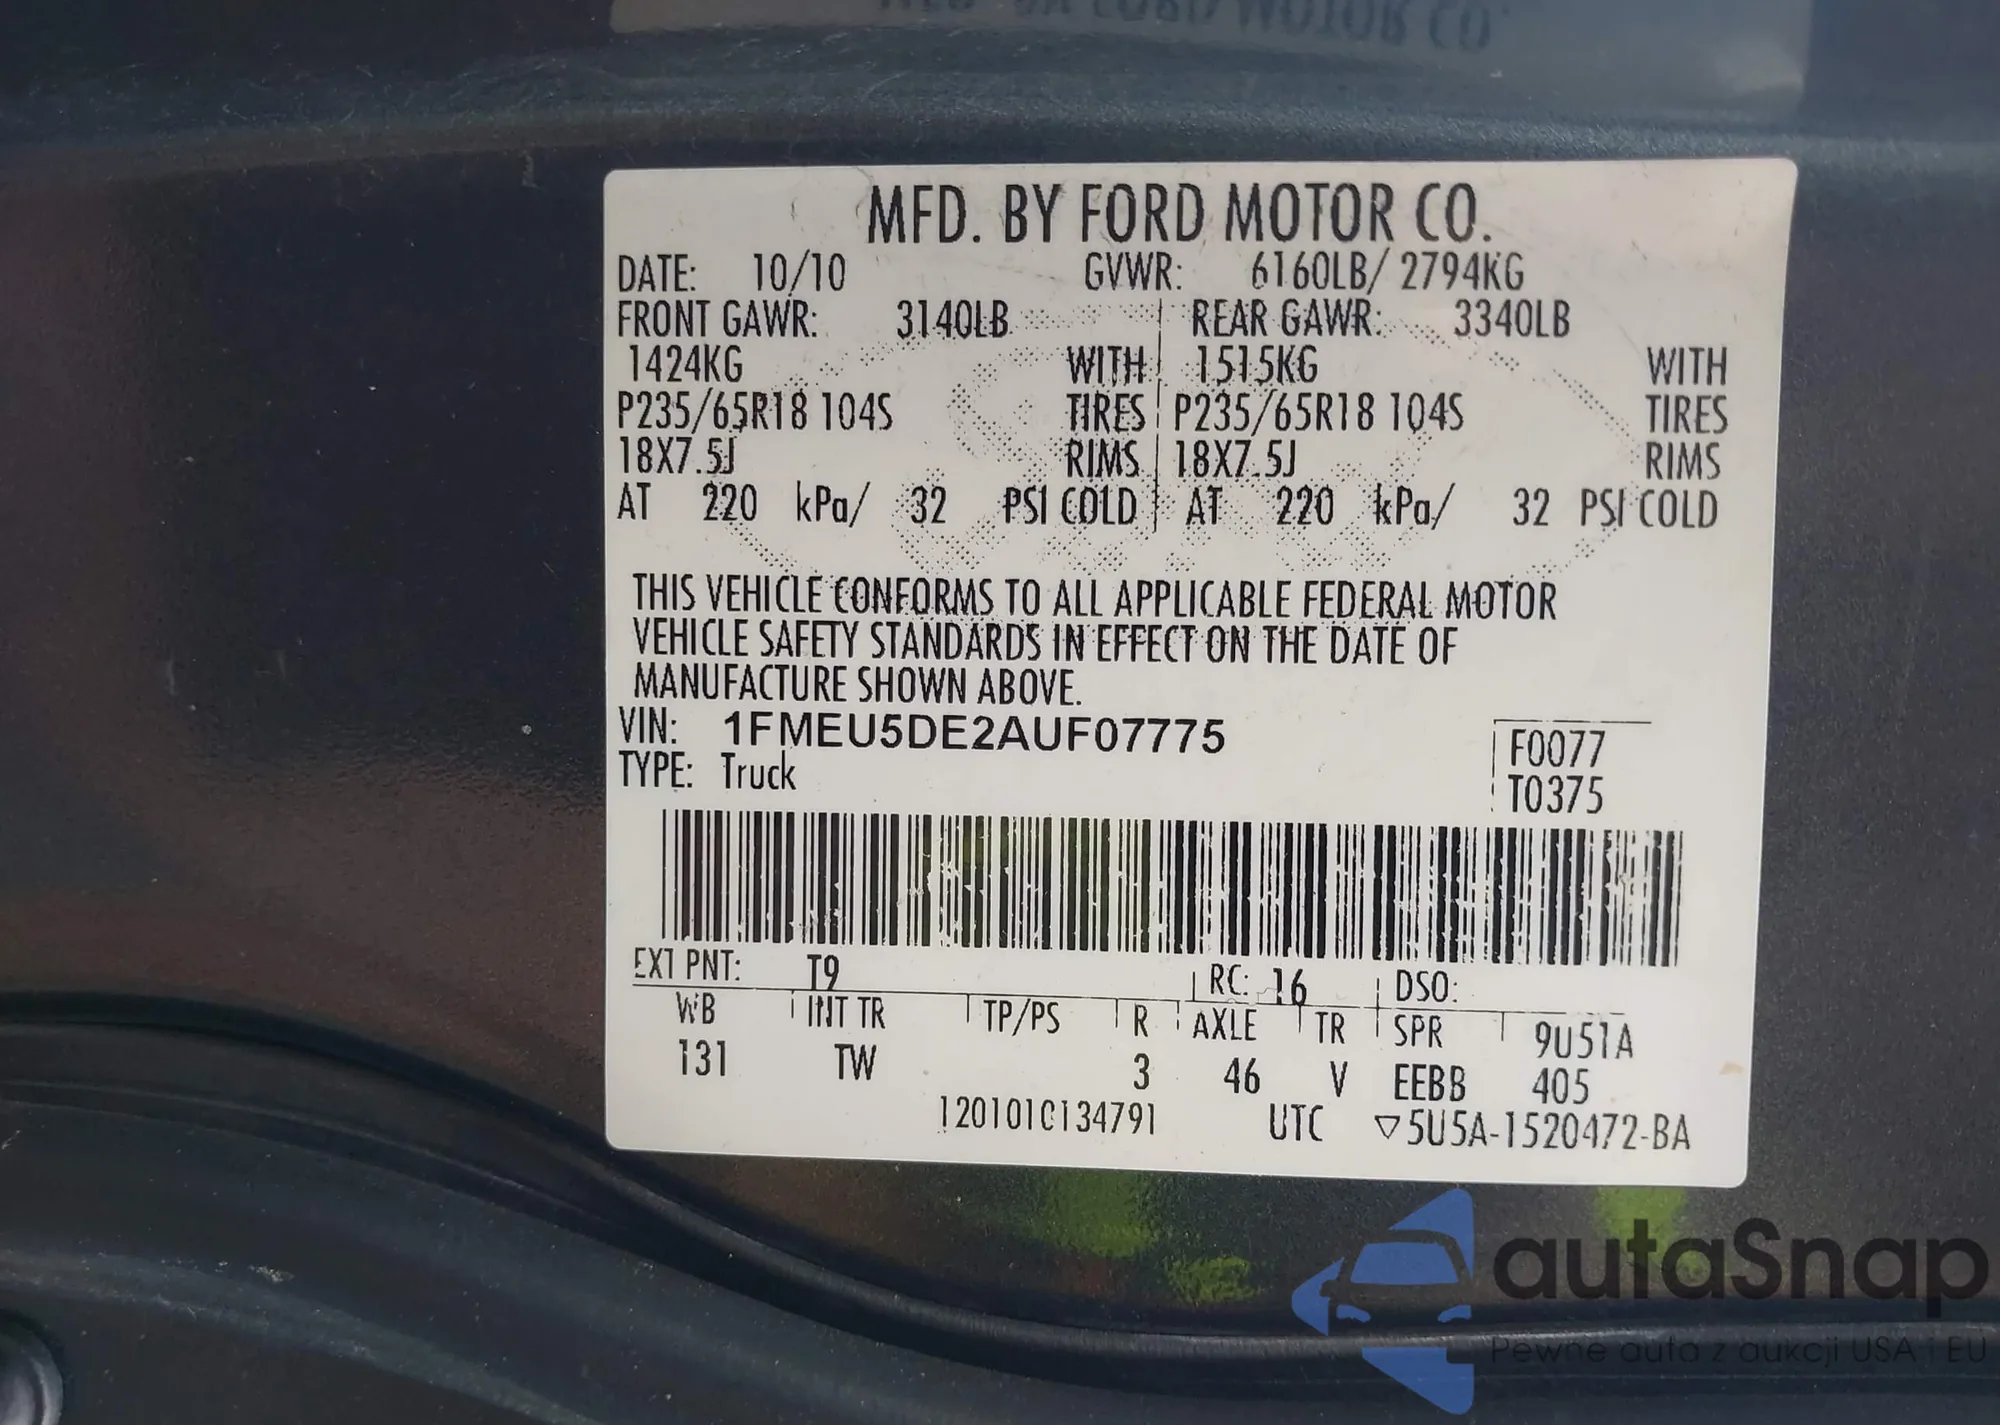 MFD. BY FORD MOTOR CO.
DATE: 10/10 GVWR: 6160LB/ 2794KG
FRONT GAWR: 3140LB REAR GAWR: 3340LB
1424KG WITH 1515KG WITH
P235/65R18 104S TIRES P235/65R18 104S TIRES
18X7.5J RIMS 18X7.5J RIMS
AT 220 kPa/ 32 PSI COLD AT 220 kPa/ 32 PSI COLD
THIS VEHICLE CONFORMS TO ALL APPLICABLE FEDERAL MOTOR
VEHICLE SAFETY STANDARDS IN EFFECT ON THE DATE OF
MANUFACTURE SHOWN ABOVE.
VIN: 1FMEU5DE2AUF07775
F0077
TYPE: Truck
T0375
EXT PNT: T9 RC: 16 DSO:
WB INT TR TP/PS R AXLE TR SPR 9U51A
131 TW 3 46 V EEBB 405
1201010134791 UTC ▽5U5A-1520472-BA
autaSnap
Pewne auta z aukcji USA i EU